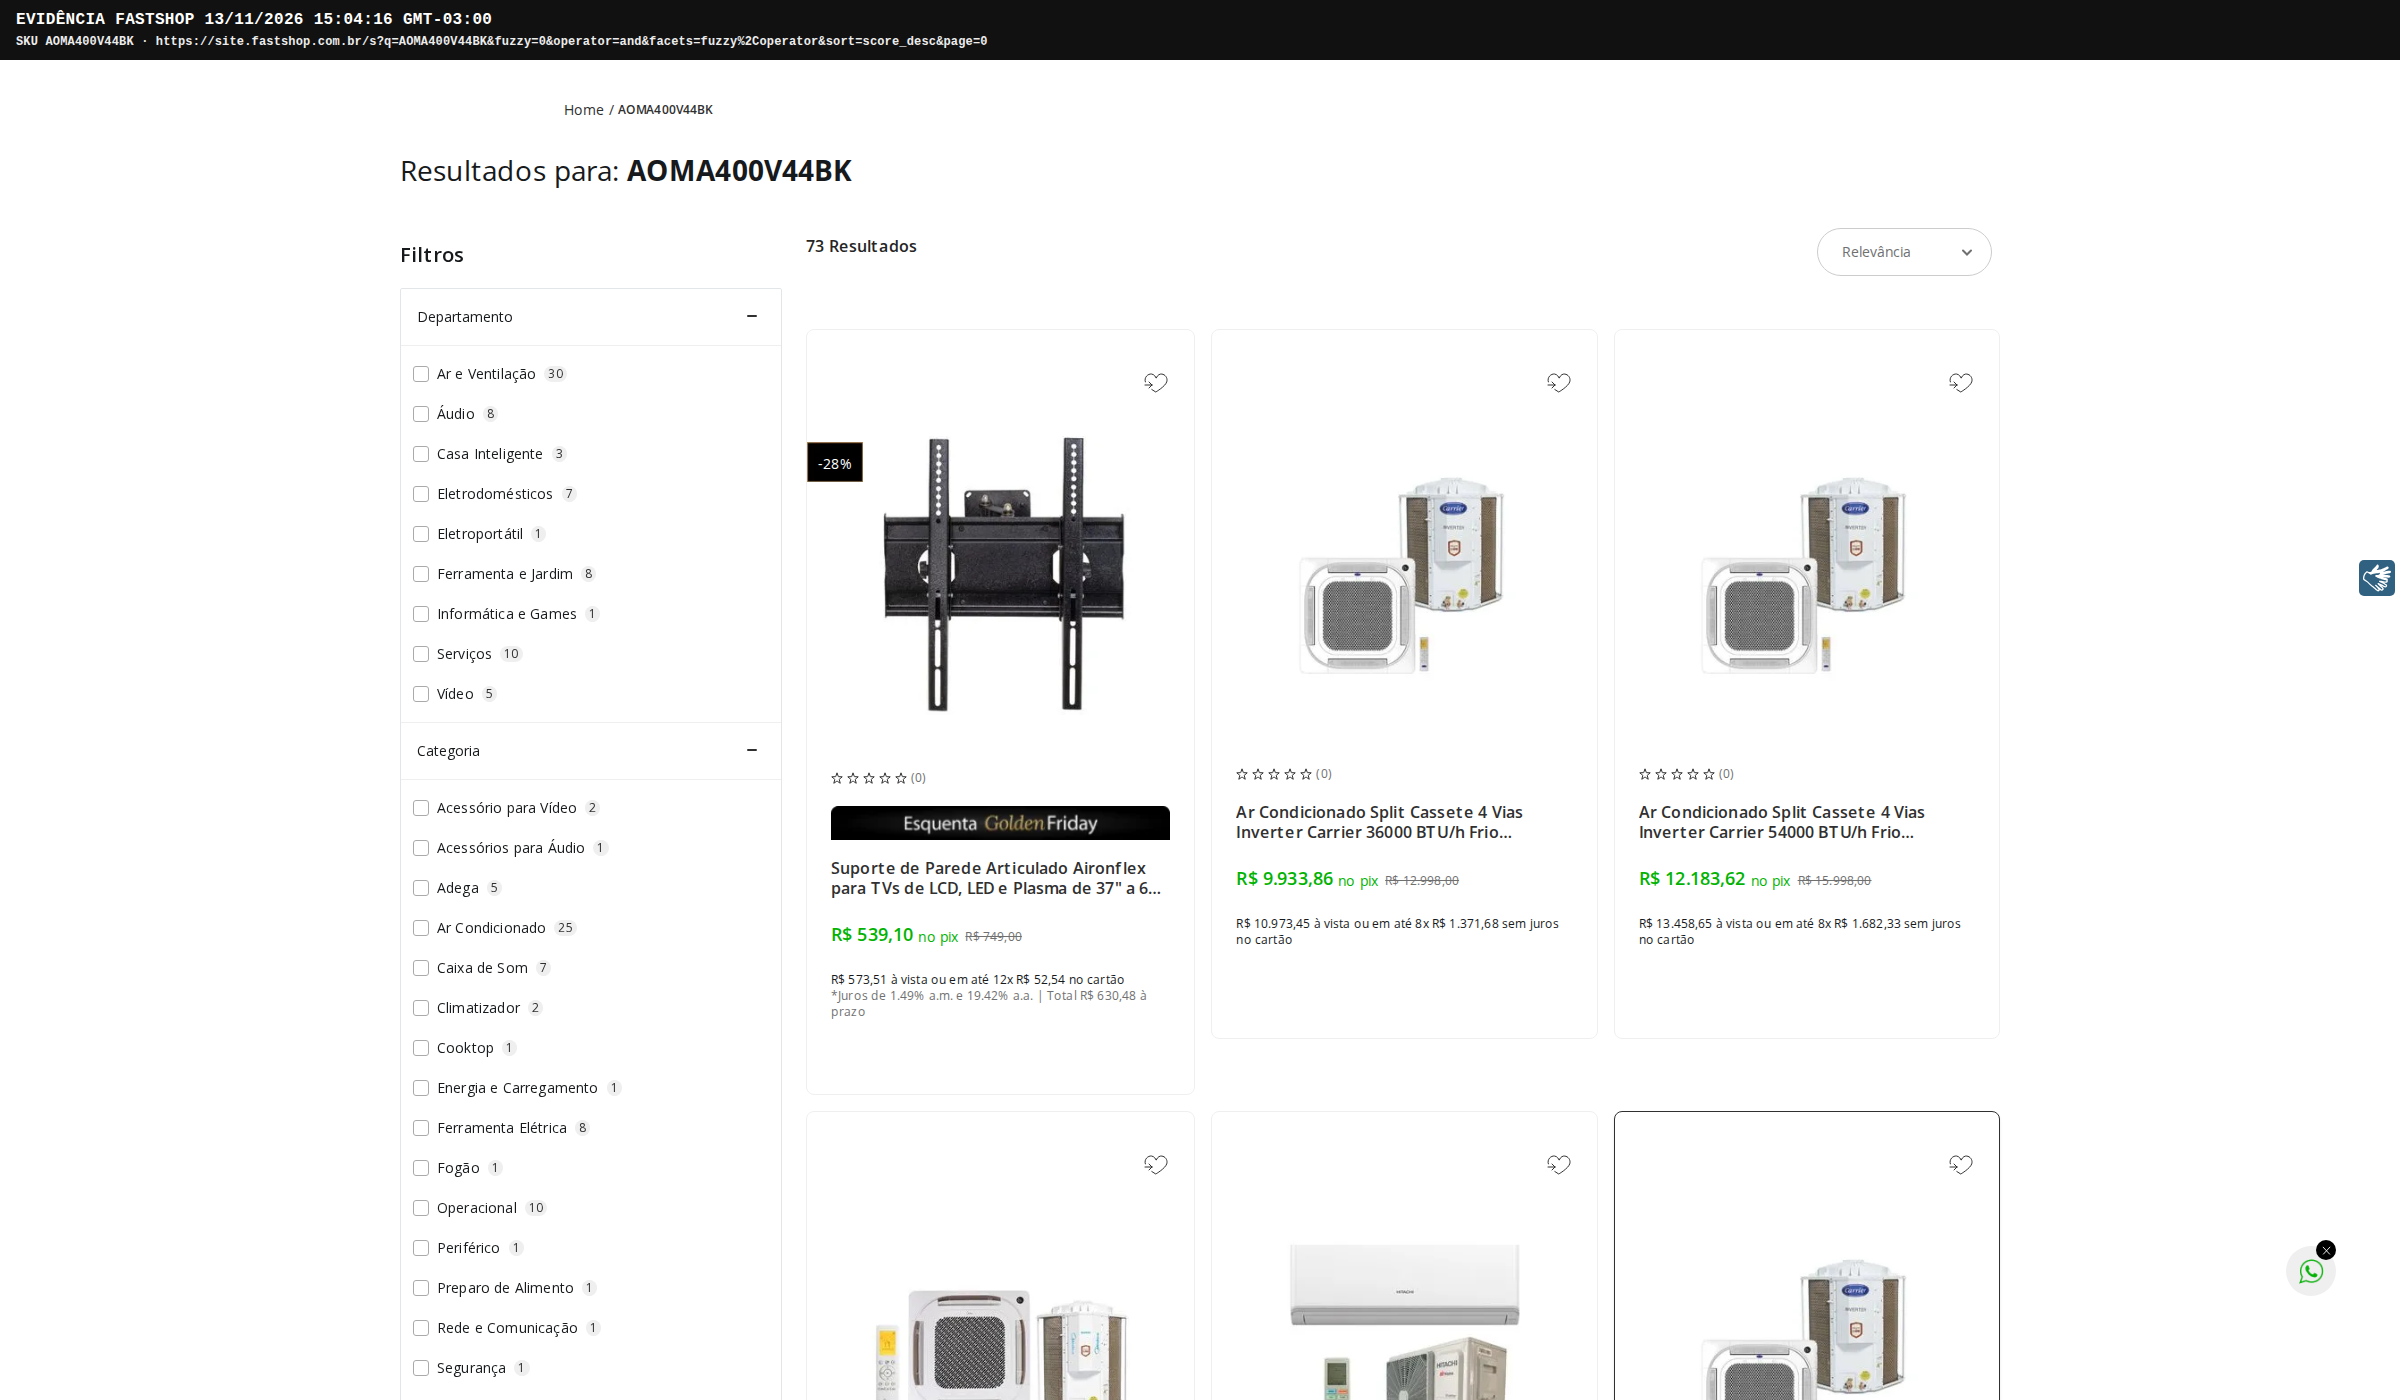 EVIDÊNCIA FASTSHOP 13/11/2026 15:04:16 GMT-03:00
SKU AOMA400V44BK · https://site.fastshop.com.br/s?q=AOMA400V44BK&fuzzy=0&operator=and&facets=fuzzy%2Coperator&sort=score_desc&page=0
Home / AOMA400V44BK
Resultados para: AOMA400V44BK
Filtros
73 Resultados
Relevância
Departamento
Ar e Ventilação 30
Áudio 8
Casa Inteligente 3
Eletrodomésticos 7
Eletroportátil 1
Ferramenta e Jardim 8
Informática e Games 1
Serviços 10
Vídeo 5
Categoria
Acessório para Vídeo 2
Acessórios para Áudio 1
Adega 5
Ar Condicionado 25
Caixa de Som 7
Climatizador 2
Cooktop 1
Energia e Carregamento 1
Ferramenta Elétrica 8
Fogão 1
Operacional 10
Periférico 1
Preparo de Alimento 1
Rede e Comunicação 1
Segurança 1
-28%
(0)
Esquenta Golden Friday
Suporte de Parede Articulado Aironflex
para TVs de LCD, LED e Plasma de 37" a 6...
R$ 539,10 no pix R$ 749,00
R$ 573,51 à vista ou em até 12x R$ 52,54 no cartão
*Juros de 1.49% a.m. e 19.42% a.a. | Total R$ 630,48 à
prazo
Carrier
INVERTER
(0)
Ar Condicionado Split Cassete 4 Vias
Inverter Carrier 36000 BTU/h Frio...
R$ 9.933,86 no pix R$ 12.998,00
R$ 10.973,45 à vista ou em até 8x R$ 1.371,68 sem juros
no cartão
Carrier
INVERTER
(0)
Ar Condicionado Split Cassete 4 Vias
Inverter Carrier 54000 BTU/h Frio...
R$ 12.183,62 no pix R$ 15.998,00
R$ 13.458,65 à vista ou em até 8x R$ 1.682,33 sem juros
no cartão
HITACHI
HITACHI
Carrier
INVERTER